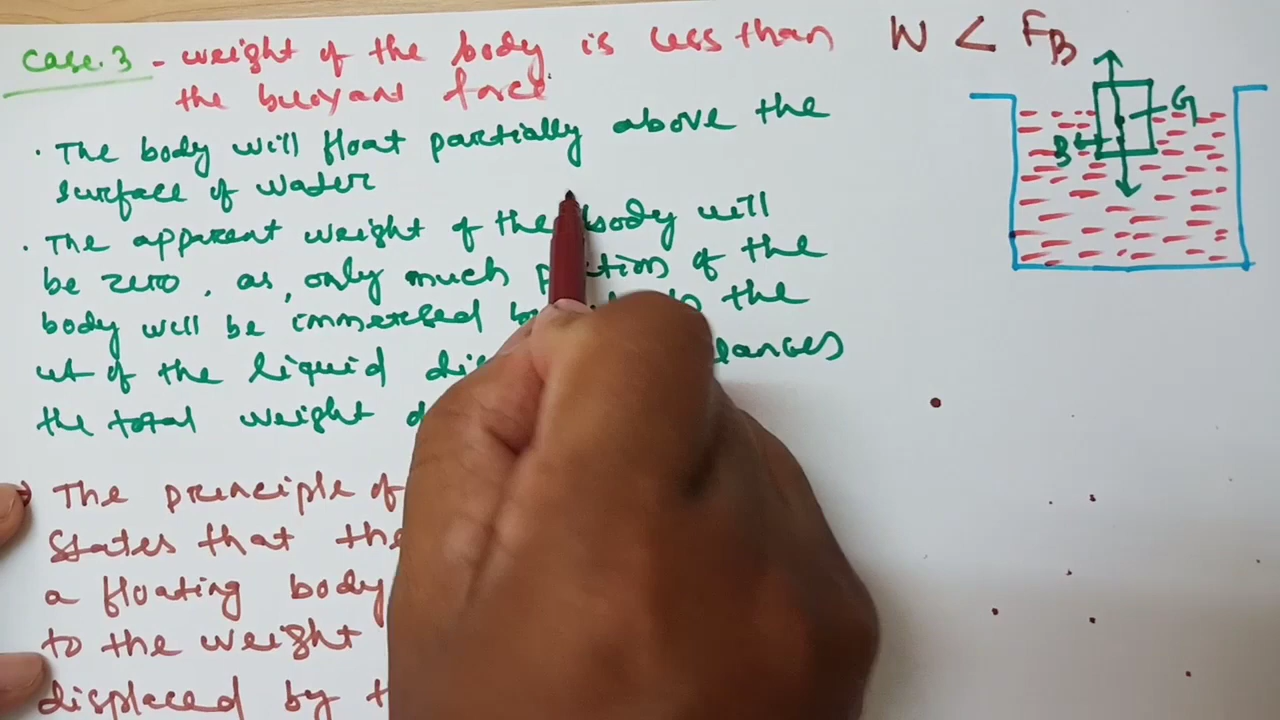 Case.3 - weight of the body is less than
the buoyant force
W < FB
· The body will float partially above the
surface of water
· The apparent weight of the body will
be zero, as, only much of the
body will be immersed the
wt of the liquid
the total weight
The principle of
states that the
a floating body
to the weight
displaced by
G
B